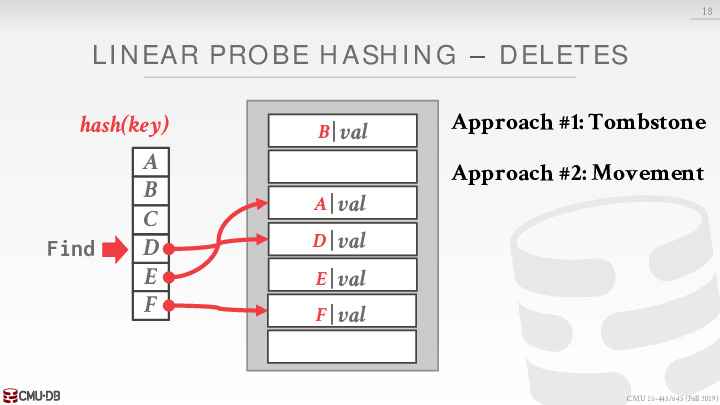 18
LINEAR PROBE HASHING – DELETES
hash(key)
A
B
C
D
E
F
Find
B|val
A|val
D|val
E|val
F|val
Approach #1: Tombstone
Approach #2: Movement
CMU·DB
CMU 15-445/645 (Fall 2019)